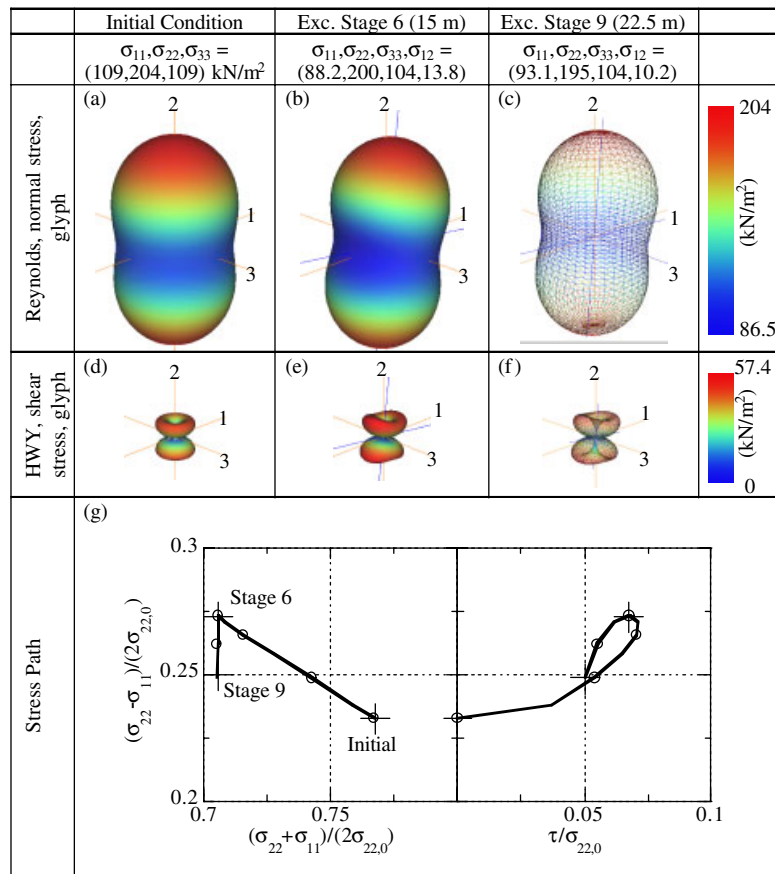 Initial Condition
Exc. Stage 6 (15 m)
Exc. Stage 9 (22.5 m)
σ11,σ22,σ33 =
(109,204,109) kN/m²
σ11,σ22,σ33,σ12 =
(88.2,200,104,13.8)
σ11,σ22,σ33,σ12 =
(93.1,195,104,10.2)
Reynolds, normal stress,
glyph
(a)
2
1
3
(b)
2
1
3
(c)
2
1
3
204
(kN/m²)
86.5
HWY, shear
stress, glyph
(d)
2
1
3
(e)
2
1
3
(f)
2
1
3
57.4
(kN/m²)
0
Stress Path
(g)
0.3
0.25
0.2
(σ22-σ11)/(2σ22,0)
Stage 6
Stage 9
Initial
0.7
0.75
0.05
0.1
(σ22+σ11)/(2σ22,0)
τ/σ22,0